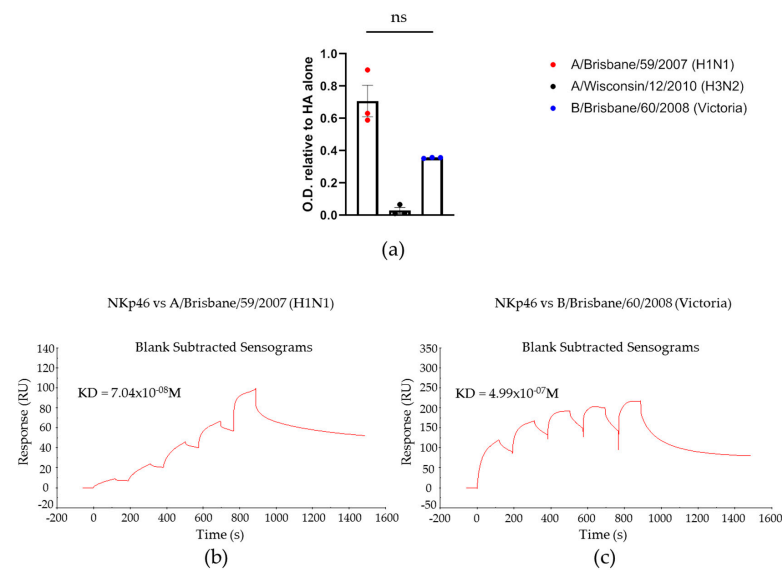 ns
1.0
0.8
0.6
0.4
0.2
0.0
O.D. relative to HA alone
A/Brisbane/59/2007 (H1N1)
A/Wisconsin/12/2010 (H3N2)
B/Brisbane/60/2008 (Victoria)
(a)
NKp46 vs A/Brisbane/59/2007 (H1N1)
Blank Subtracted Sensograms
KD = 7.04x10⁻⁰⁸M
Response (RU)
140
120
100
80
60
40
20
0
-20
-200 0 200 400 600 800 1000 1200 1400 1600
Time (s)
(b)
NKp46 vs B/Brisbane/60/2008 (Victoria)
Blank Subtracted Sensograms
KD = 4.99x10⁻⁰⁷M
Response (RU)
350
300
250
200
150
100
50
0
-50
-200 0 200 400 600 800 1000 1200 1400 1600
Time (s)
(c)